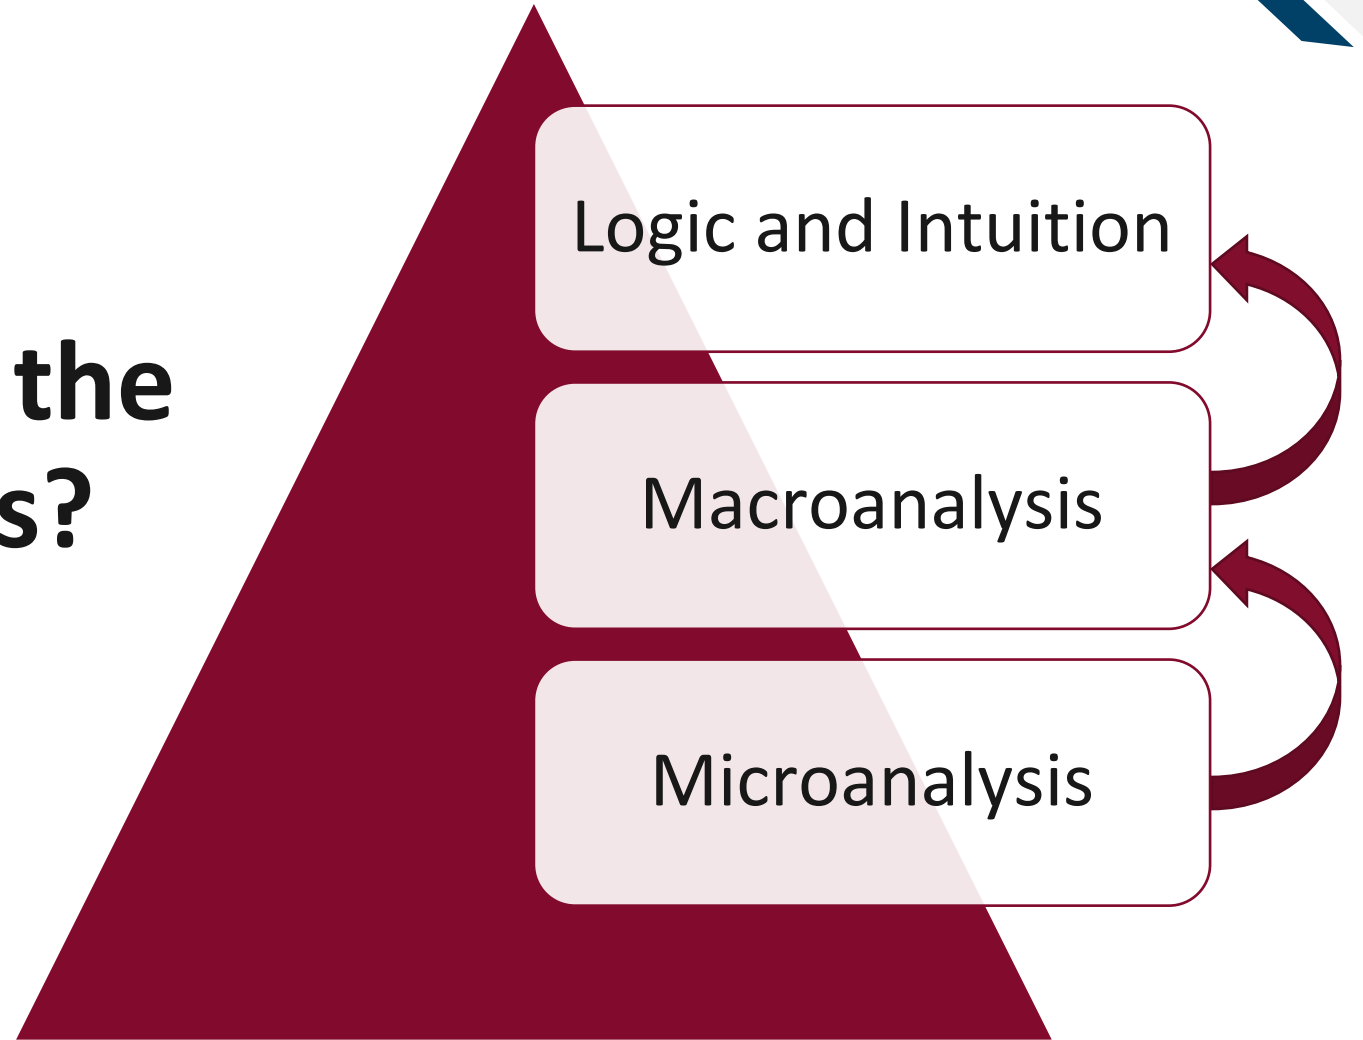 the
s?
Logic and Intuition
Macroanalysis
Microanalysis